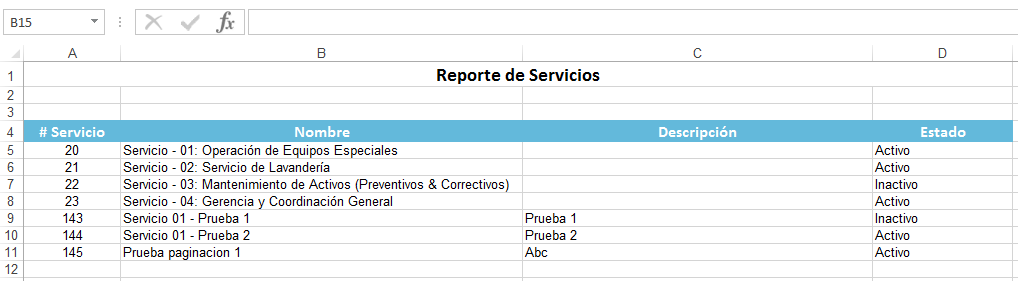 B15 fx
A B C D
1 Reporte de Servicios
2
3
4 # Servicio Nombre Descripción Estado
5 20 Servicio - 01: Operación de Equipos Especiales Activo
6 21 Servicio - 02: Servicio de Lavandería Activo
7 22 Servicio - 03: Mantenimiento de Activos (Preventivos & Correctivos) Inactivo
8 23 Servicio - 04: Gerencia y Coordinación General Activo
9 143 Servicio 01 - Prueba 1 Prueba 1 Inactivo
10 144 Servicio 01 - Prueba 2 Prueba 2 Activo
11 145 Prueba paginacion 1 Abc Activo
12